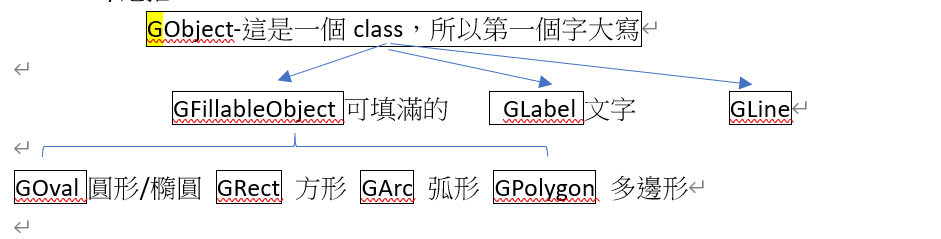 GObject-這是一個 class，所以第一個字大寫
GFillableObject 可填滿的 GLabel 文字 GLine
GOval 圓形/橢圓 GRect 方形 GArc 弧形 GPolygon 多邊形